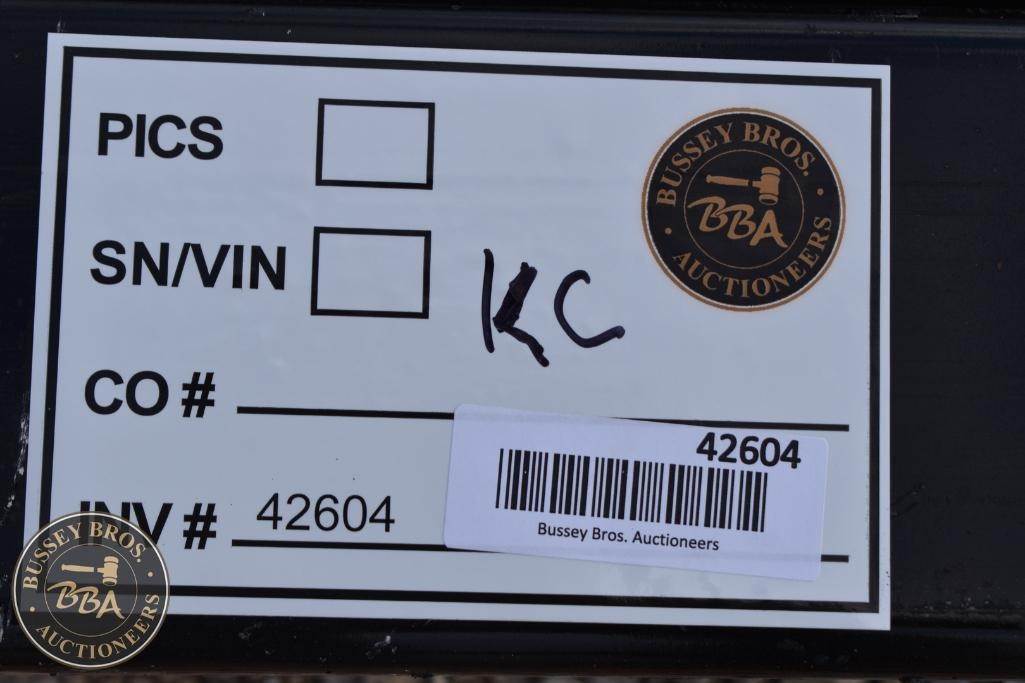 PICS
BUSSEY BROS.
BBA
AUCTIONEERS
SN/VIN
KC
CO #
42604
Bussey Bros. Auctioneers
INV # 42604
BUSSEY BROS.
BBA
AUCTIONEERS